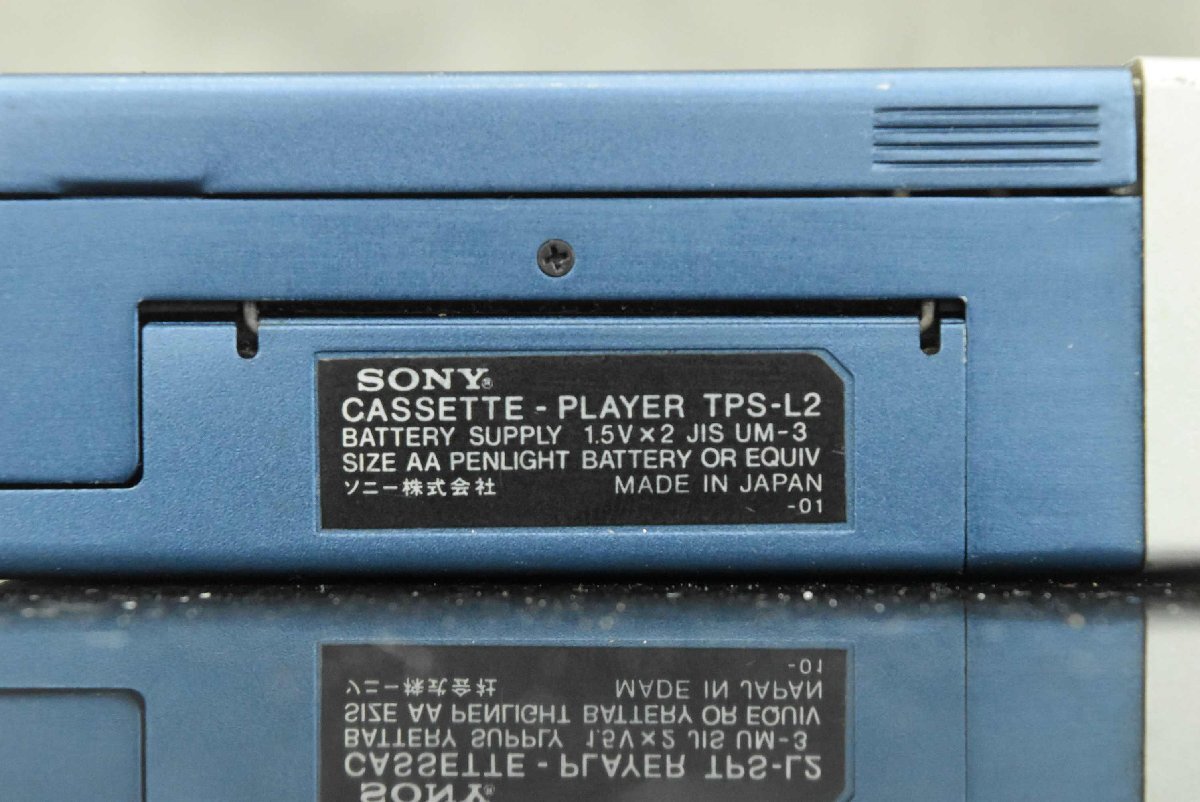 SONY®
CASSETTE - PLAYER TPS-L2
BATTERY SUPPLY 1.5V×2 JIS UM-3
SIZE AA PENLIGHT BATTERY OR EQUIV
ソニー株式会社 MADE IN JAPAN
-01